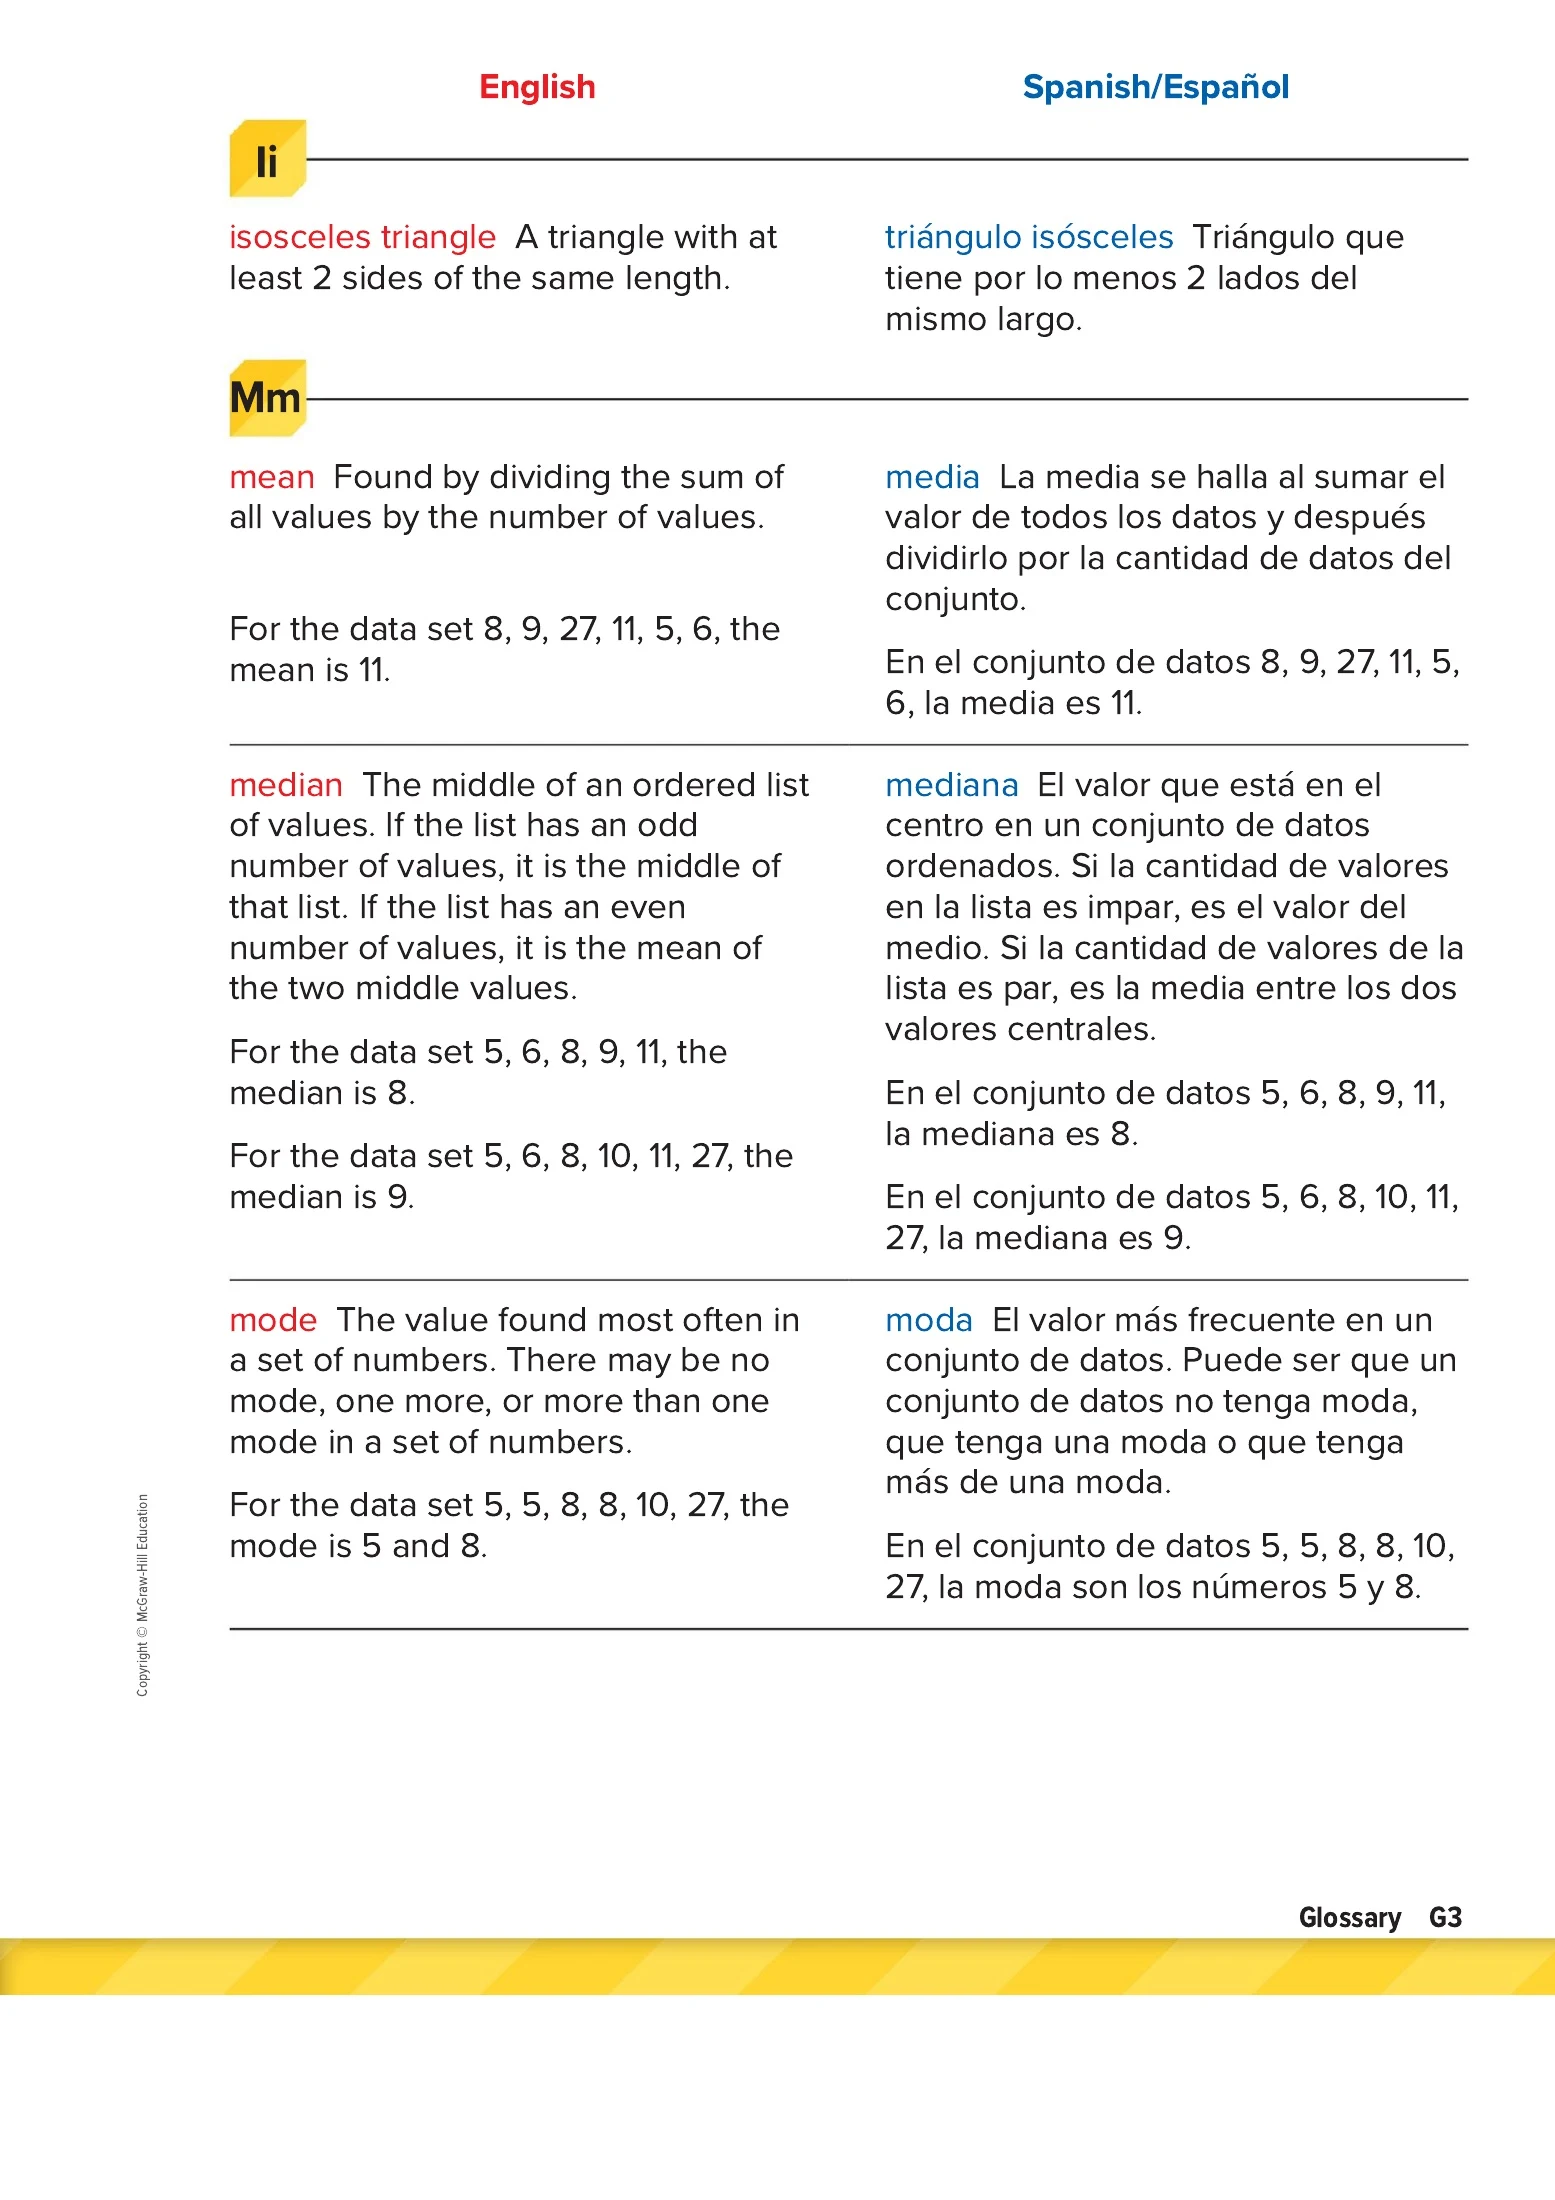 English
Spanish/Español
Ii
isosceles triangle A triangle with at
least 2 sides of the same length.
triángulo isósceles Triángulo que
tiene por lo menos 2 lados del
mismo largo.
Mm
mean Found by dividing the sum of
all values by the number of values.
For the data set 8, 9, 27, 11, 5, 6, the
mean is 11.
media La media se halla al sumar el
valor de todos los datos y después
dividirlo por la cantidad de datos del
conjunto.
En el conjunto de datos 8, 9, 27, 11, 5,
6, la media es 11.
median The middle of an ordered list
of values. If the list has an odd
number of values, it is the middle of
that list. If the list has an even
number of values, it is the mean of
the two middle values.
For the data set 5, 6, 8, 9, 11, the
median is 8.
For the data set 5, 6, 8, 10, 11, 27, the
median is 9.
mediana El valor que está en el
centro en un conjunto de datos
ordenados. Si la cantidad de valores
en la lista es impar, es el valor del
medio. Si la cantidad de valores de la
lista es par, es la media entre los dos
valores centrales.
En el conjunto de datos 5, 6, 8, 9, 11,
la mediana es 8.
En el conjunto de datos 5, 6, 8, 10, 11,
27, la mediana es 9.
mode The value found most often in
a set of numbers. There may be no
mode, one more, or more than one
mode in a set of numbers.
For the data set 5, 5, 8, 8, 10, 27, the
mode is 5 and 8.
moda El valor más frecuente en un
conjunto de datos. Puede ser que un
conjunto de datos no tenga moda,
que tenga una moda o que tenga
más de una moda.
En el conjunto de datos 5, 5, 8, 8, 10,
27, la moda son los números 5 y 8.
Copyright © McGraw-Hill Education
Glossary G3